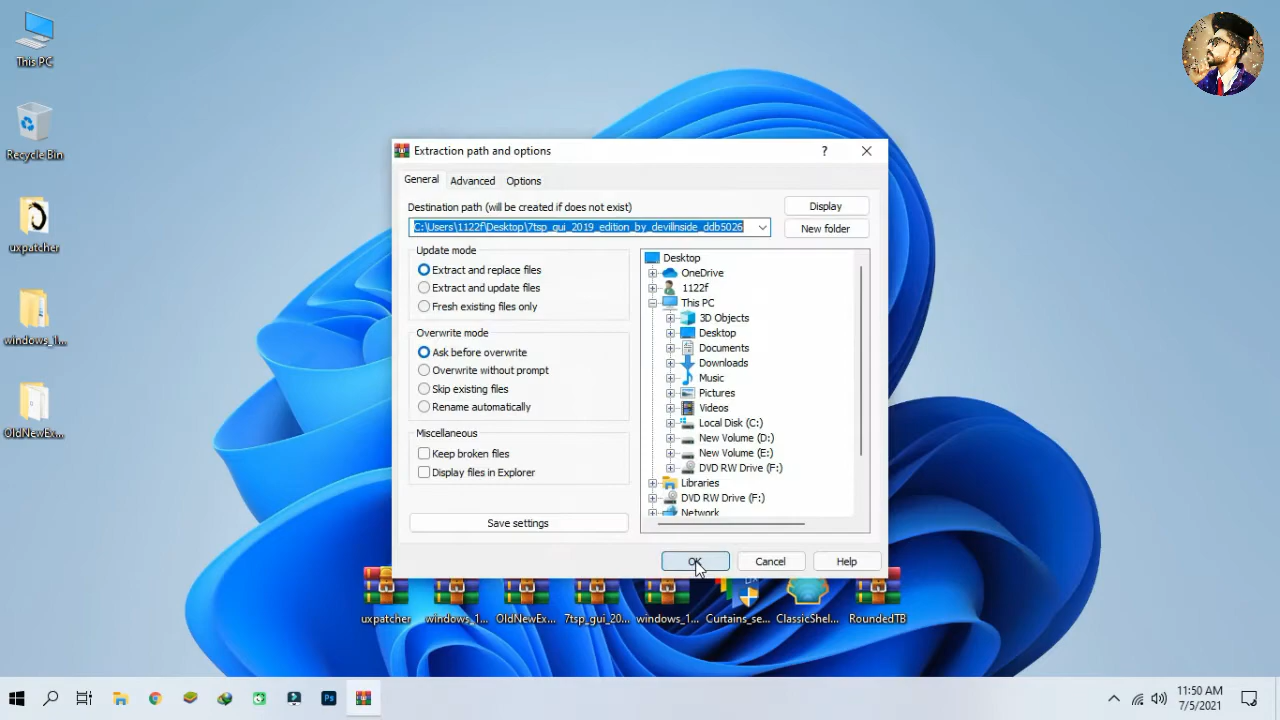 This PC
Recycle Bin
uxpatcher
windows_1...
OldNewEx...
Extraction path and options
?
General
Advanced
Options
Destination path (will be created if does not exist)
Display
C:\Users\1122f\Desktop\7tsp_gui_2019_edition_by_devillnside_ddb5026
New folder
Update mode
Extract and replace files
Extract and update files
Fresh existing files only
Overwrite mode
Ask before overwrite
Overwrite without prompt
Skip existing files
Rename automatically
Miscellaneous
Keep broken files
Display files in Explorer
Save settings
Desktop
OneDrive
1122f
This PC
3D Objects
Desktop
Documents
Downloads
Music
Pictures
Videos
Local Disk (C:)
New Volume (D:)
New Volume (E:)
DVD RW Drive (F:)
Libraries
DVD RW Drive (F:)
Network
OK
Cancel
Help
uxpatcher
windows_1...
OldNewEx...
7tsp_gui_20...
windows_1...
Curtains_se...
ClassicShel...
RoundedTB
Ps
11:50 AM
7/5/2021